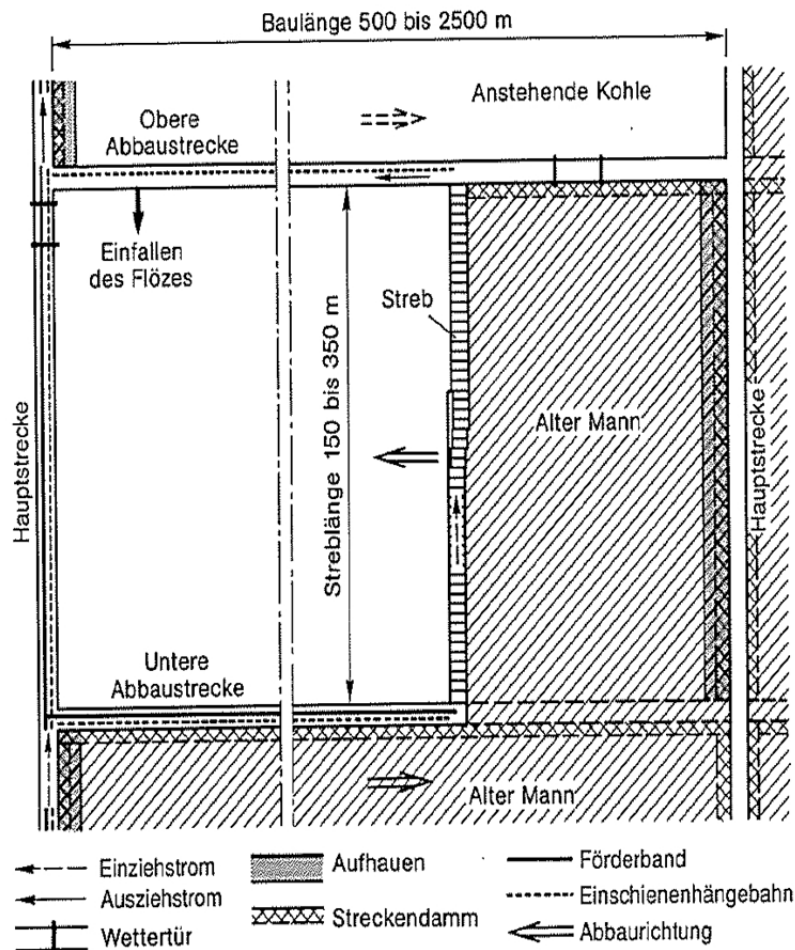 Baulänge 500 bis 2500 m
Anstehende Kohle
Obere
Abbaustrecke
Einfallen
des Flözes
Streb
Streblänge 150 bis 350 m
Alter Mann
Hauptstrecke
Hauptstrecke
Untere
Abbaustrecke
Alter Mann
Einziehstrom
Ausziehstrom
Wettertür
Aufhauen
Streckendamm
Förderband
Einschienenhängebahn
Abbaurichtung